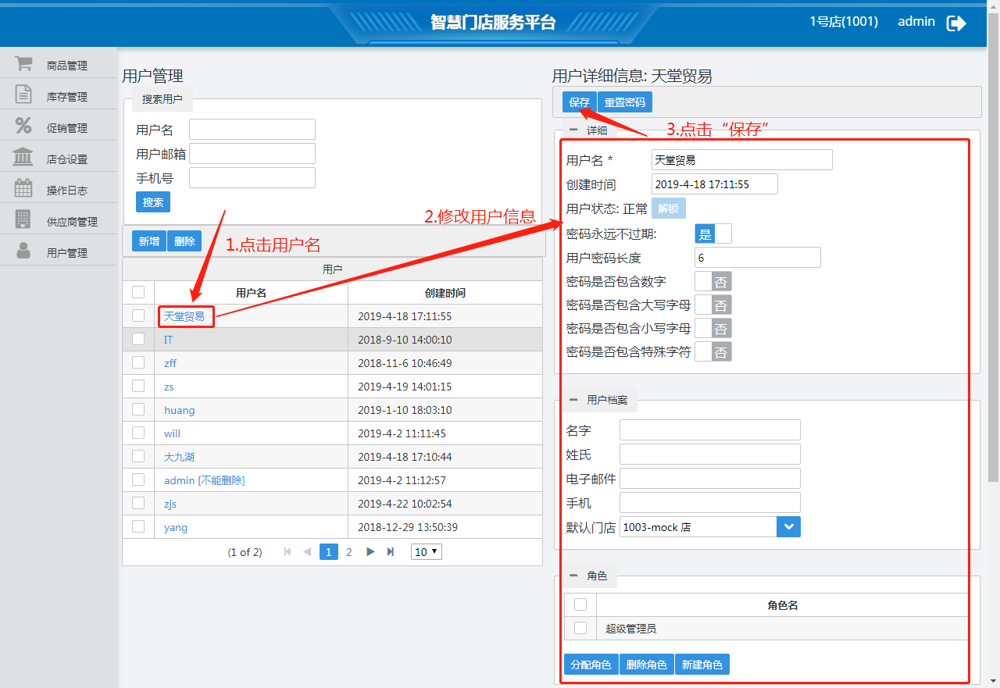 智慧门店服务平台
1号店(1001) admin
商品管理
库存管理
促销管理
店仓设置
操作日志
供应商管理
用户管理
用户管理
搜索用户
用户名
用户邮箱
手机号
搜索
新增 删除
1.点击用户名
2.修改用户信息
用户
用户名 创建时间
天堂贸易 2019-4-18 17:11:55
IT 2018-9-10 14:00:10
zff 2018-11-6 10:46:49
zs 2019-4-19 14:01:15
huang 2019-1-10 18:03:10
will 2019-4-2 11:11:45
大九湖 2019-4-18 17:10:44
admin [不能删除] 2019-4-2 11:12:57
zjs 2019-4-22 10:02:54
yang 2018-12-29 13:50:39
(1 of 2) 1 2 10
用户详细信息: 天堂贸易
保存 重置密码
3.点击“保存”
详细
用户名 * 天堂贸易
创建时间 2019-4-18 17:11:55
用户状态: 正常 解锁
密码永远不过期: 是
用户密码长度 6
密码是否包含数字 否
密码是否包含大写字母 否
密码是否包含小写字母 否
密码是否包含特殊字符 否
用户档案
名字
姓氏
电子邮件
手机
默认门店 1003-mock 店
角色
角色名
超级管理员
分配角色 删除角色 新建角色